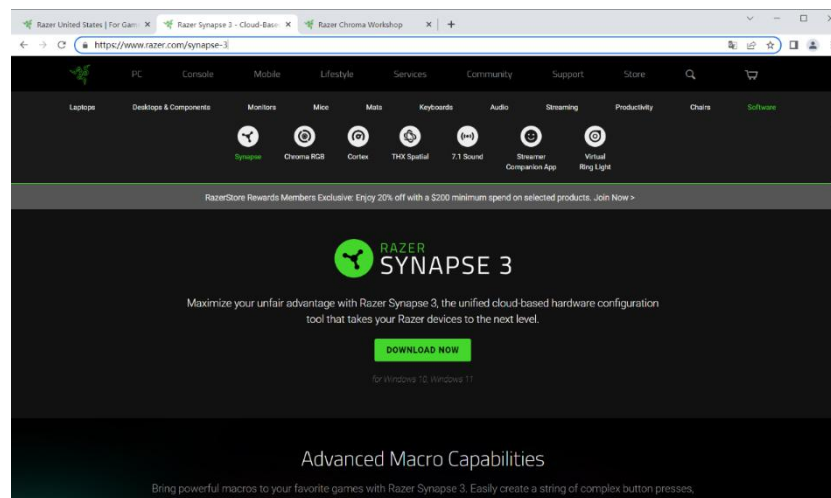 Razer United States | For Gam
Razer Synapse 3 - Cloud-Base
Razer Chroma Workshop
https://www.razer.com/synapse-3
PC Console Mobile Lifestyle Services Community Support Store
Laptops Desktops & Components Monitors Mice Mats Keyboards Audio Streaming Productivity Chairs Software
Synapse Chroma RGB Cortex THX Spatial 7.1 Sound Streamer Companion App Virtual Ring Light
RazerStore Rewards Members Exclusive: Enjoy 20% off with a $200 minimum spend on selected products. Join Now >
RAZER
SYNAPSE 3
Maximize your unfair advantage with Razer Synapse 3, the unified cloud-based hardware configuration
tool that takes your Razer devices to the next level.
DOWNLOAD NOW
for Windows 10, Windows 11
Advanced Macro Capabilities
Bring powerful macros to your favorite games with Razer Synapse 3. Easily create a string of complex button presses,